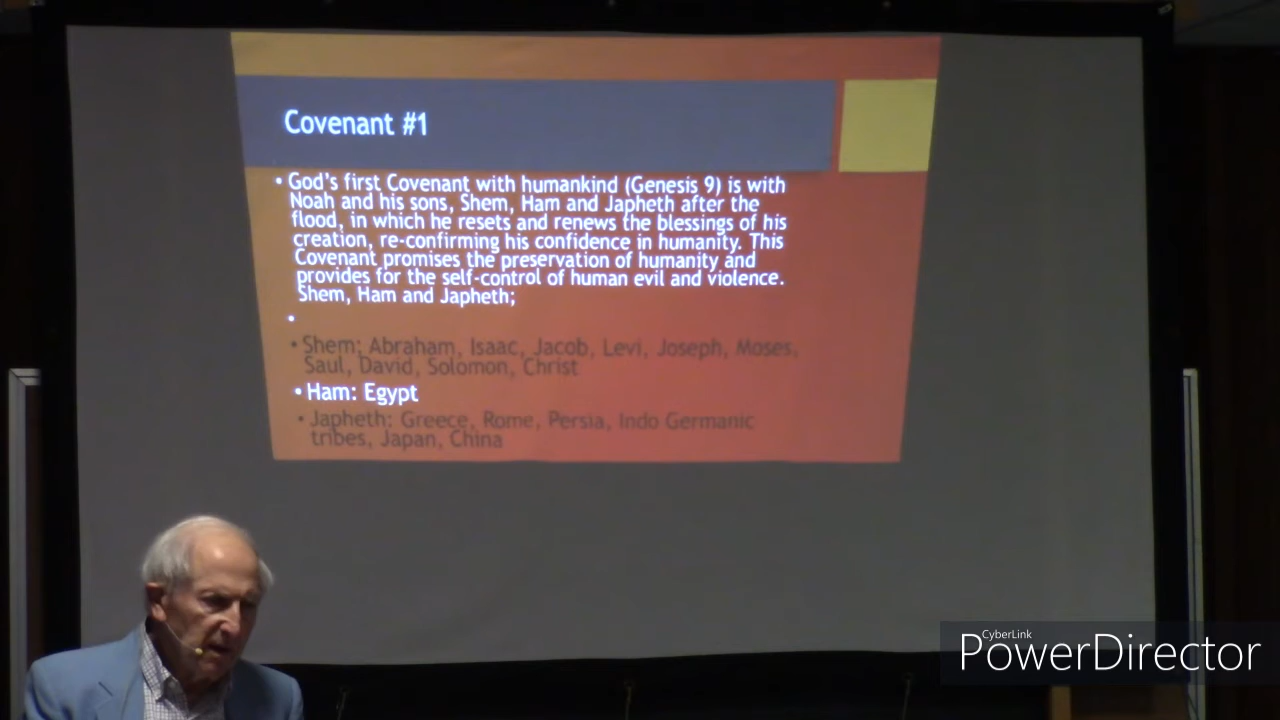 Covenant #1
• God's first Covenant with humankind (Genesis 9) is with
Noah and his sons, Shem, Ham and Japheth after the
flood, in which he resets and renews the blessings of his
creation, re-confirming his confidence in humanity. This
Covenant promises the preservation of humanity and
provides for the self-control of human evil and violence.
Shem, Ham and Japheth;
•
• Shem: Abraham, Isaac, Jacob, Levi, Joseph, Moses,
Saul, David, Solomon, Christ
• Ham: Egypt
• Japheth: Greece, Rome, Persia, Indo Germanic
tribes, Japan, China
CyberLink
PowerDirector